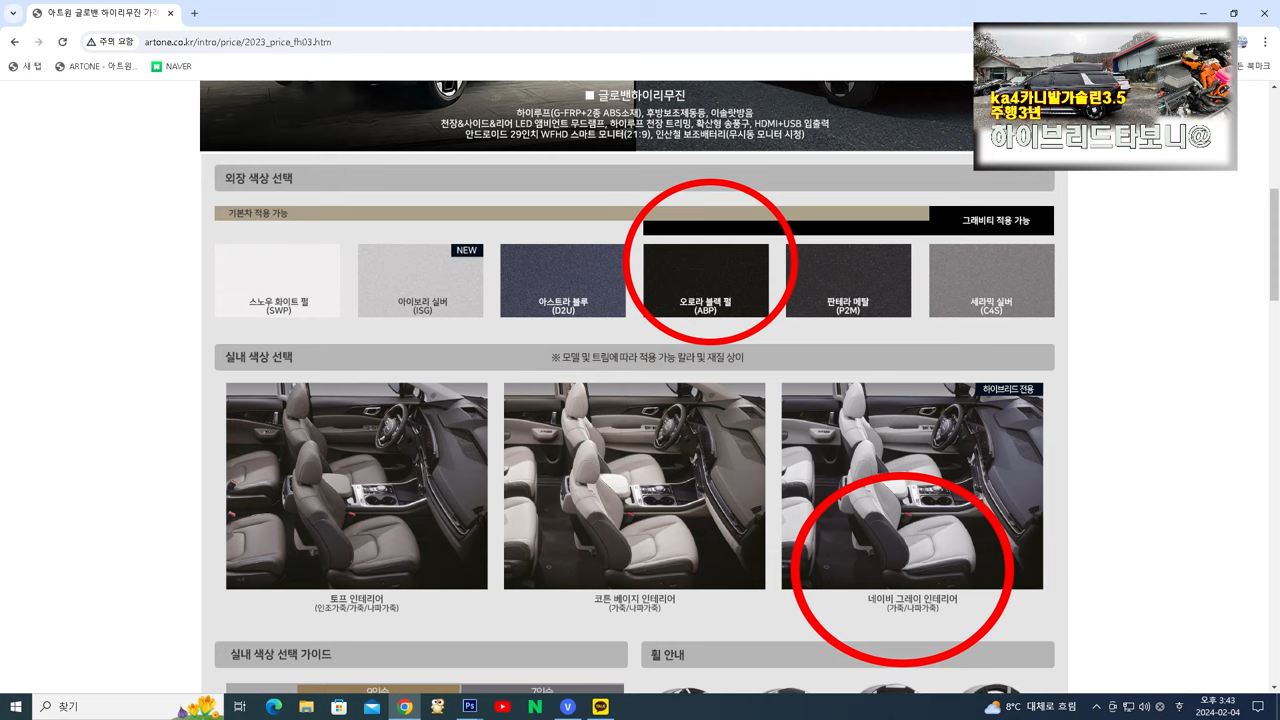 아트원 글로밴 하이리무진 가격
주의 요함
artone.co.kr/intro/price/2023_price_fh03.htm
새 탭
ARTONE - 아트원...
NAVER
든 북마크
ka4카니발가솔린3.5
주행3년
하이브리드타보니@
■ 글로밴하이리무진
하이루프(G-FRP+2종 ABS소재), 후방보조제동등, 이솔랏방음
천장&사이드&리어 LED 앰비언트 무드램프, 하이루프 천장 트리밍, 확산형 송풍구, HDMI+USB 입출력
안드로이드 29인치 WFHD 스마트 모니터(21:9), 인산철 보조배터리(무시동 모니터 시청)
외장 색상 선택
기본차 적용 가능
그래비티 적용 가능
스노우 화이트 펄
(SWP)
NEW
아이보리 실버
(ISG)
아스트라 블루
(D2U)
오로라 블랙 펄
(ABP)
판테라 메탈
(P2M)
세라믹 실버
(C4S)
실내 색상 선택
※ 모델 및 트림에 따라 적용 가능 칼라 및 재질 상이
하이브리드 전용
토프 인테리어
(인조가죽/가죽/나파가죽)
코튼 베이지 인테리어
(가죽/나파가죽)
네이비 그레이 인테리어
(가죽/나파가죽)
실내 색상 선택 가이드
휠 안내
9인승
7인승
찾기
8°C 대체로 흐림
오후 3:43
2024-02-04